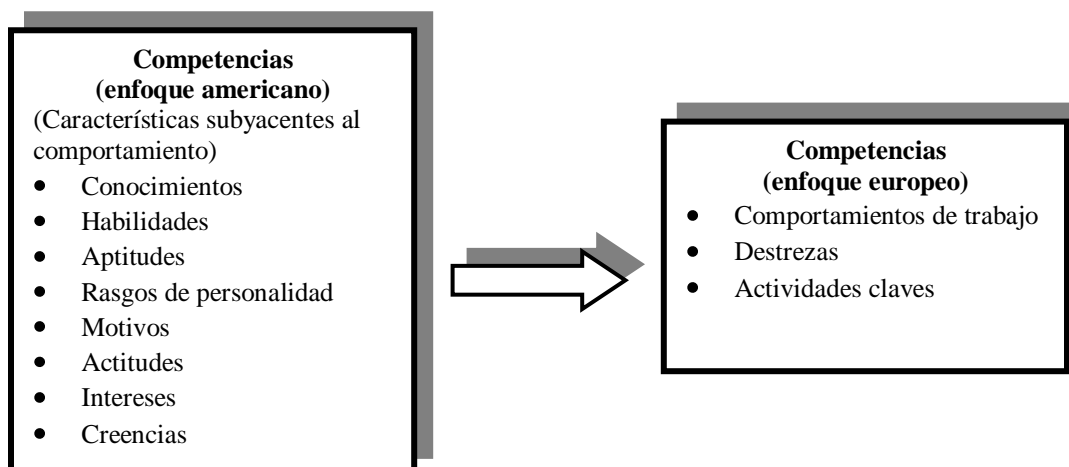 Competencias
(enfoque americano)
(Características subyacentes al
comportamiento)
• Conocimientos
• Habilidades
• Aptitudes
• Rasgos de personalidad
• Motivos
• Actitudes
• Intereses
• Creencias
Competencias
(enfoque europeo)
• Comportamientos de trabajo
• Destrezas
• Actividades claves